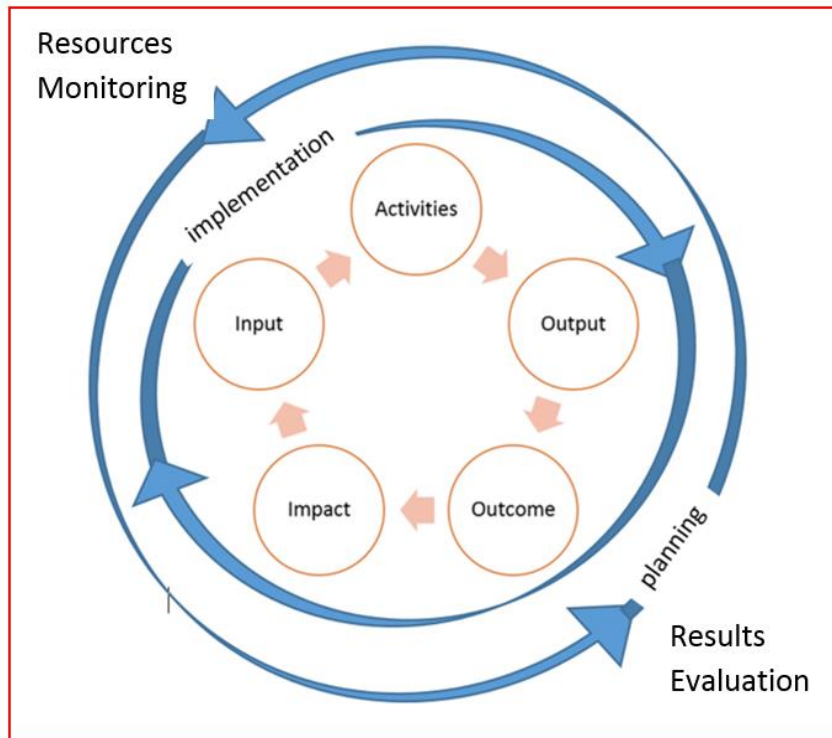 Resources
Monitoring
implementation
Activities
Input
Output
Impact
Outcome
planning
Results
Evaluation